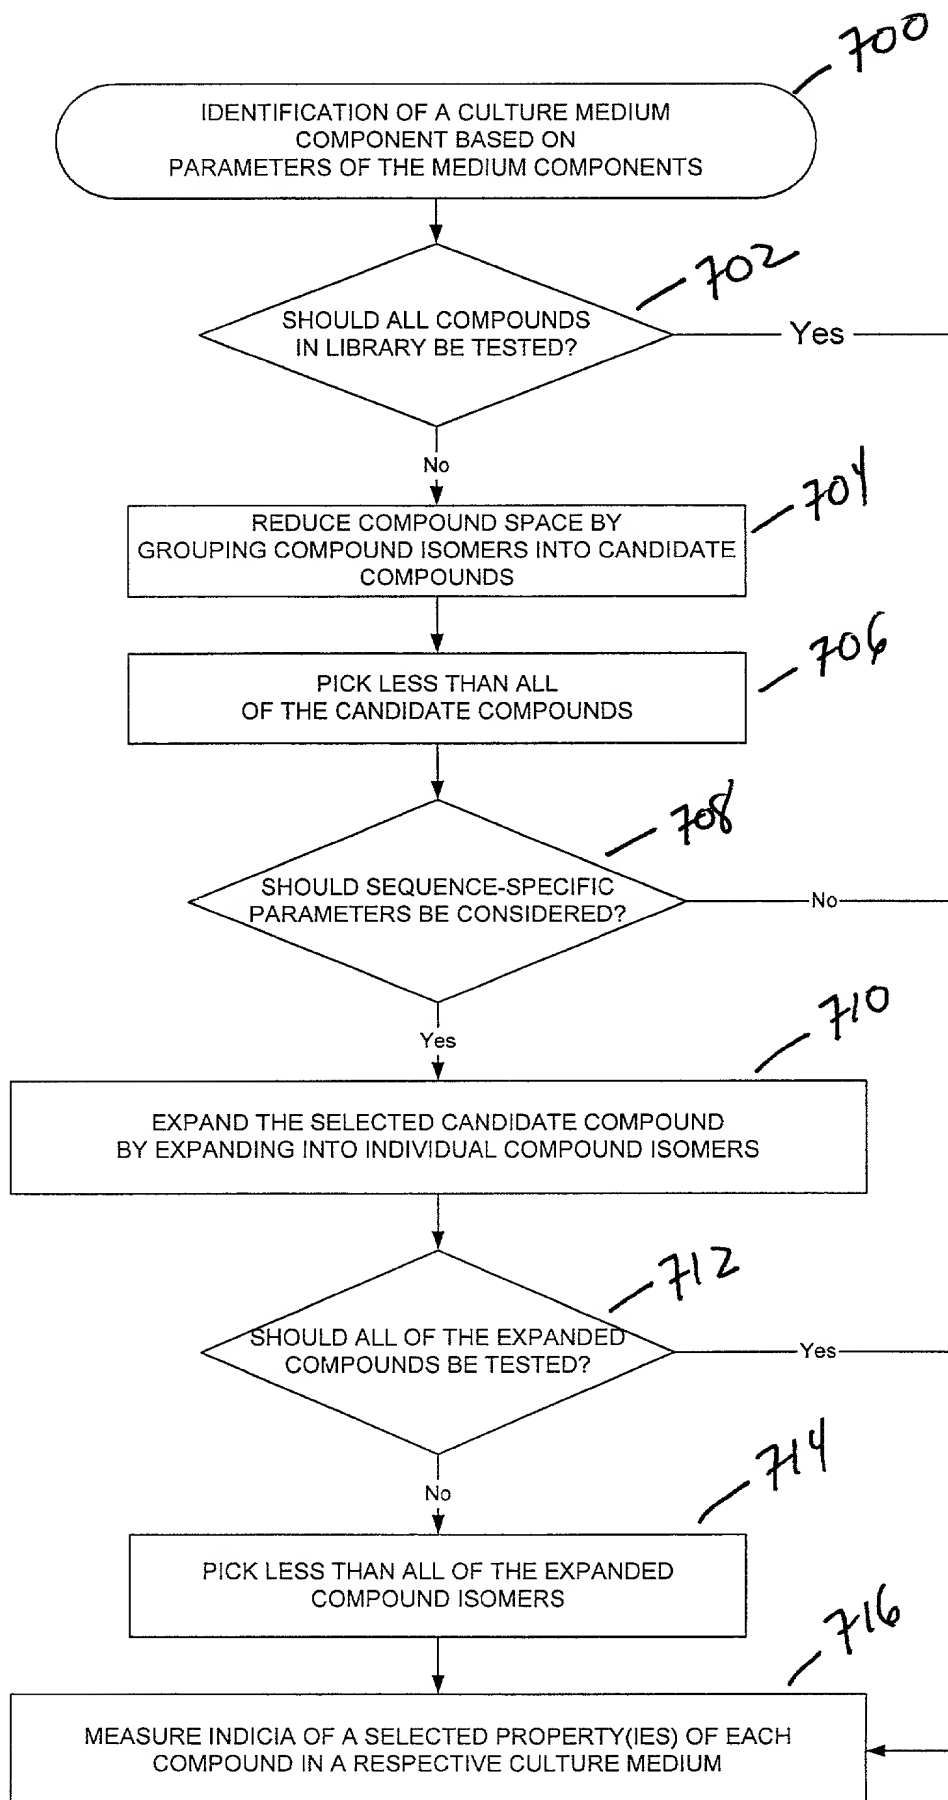 700
IDENTIFICATION OF A CULTURE MEDIUM
COMPONENT BASED ON
PARAMETERS OF THE MEDIUM COMPONENTS
702
SHOULD ALL COMPOUNDS
IN LIBRARY BE TESTED?
Yes
No
704
REDUCE COMPOUND SPACE BY
GROUPING COMPOUND ISOMERS INTO CANDIDATE
COMPOUNDS
706
PICK LESS THAN ALL
OF THE CANDIDATE COMPOUNDS
708
SHOULD SEQUENCE-SPECIFIC
PARAMETERS BE CONSIDERED?
No
Yes
710
EXPAND THE SELECTED CANDIDATE COMPOUND
BY EXPANDING INTO INDIVIDUAL COMPOUND ISOMERS
712
SHOULD ALL OF THE EXPANDED
COMPOUNDS BE TESTED?
Yes
No
714
PICK LESS THAN ALL OF THE EXPANDED
COMPOUND ISOMERS
716
MEASURE INDICIA OF A SELECTED PROPERTY(IES) OF EACH
COMPOUND IN A RESPECTIVE CULTURE MEDIUM